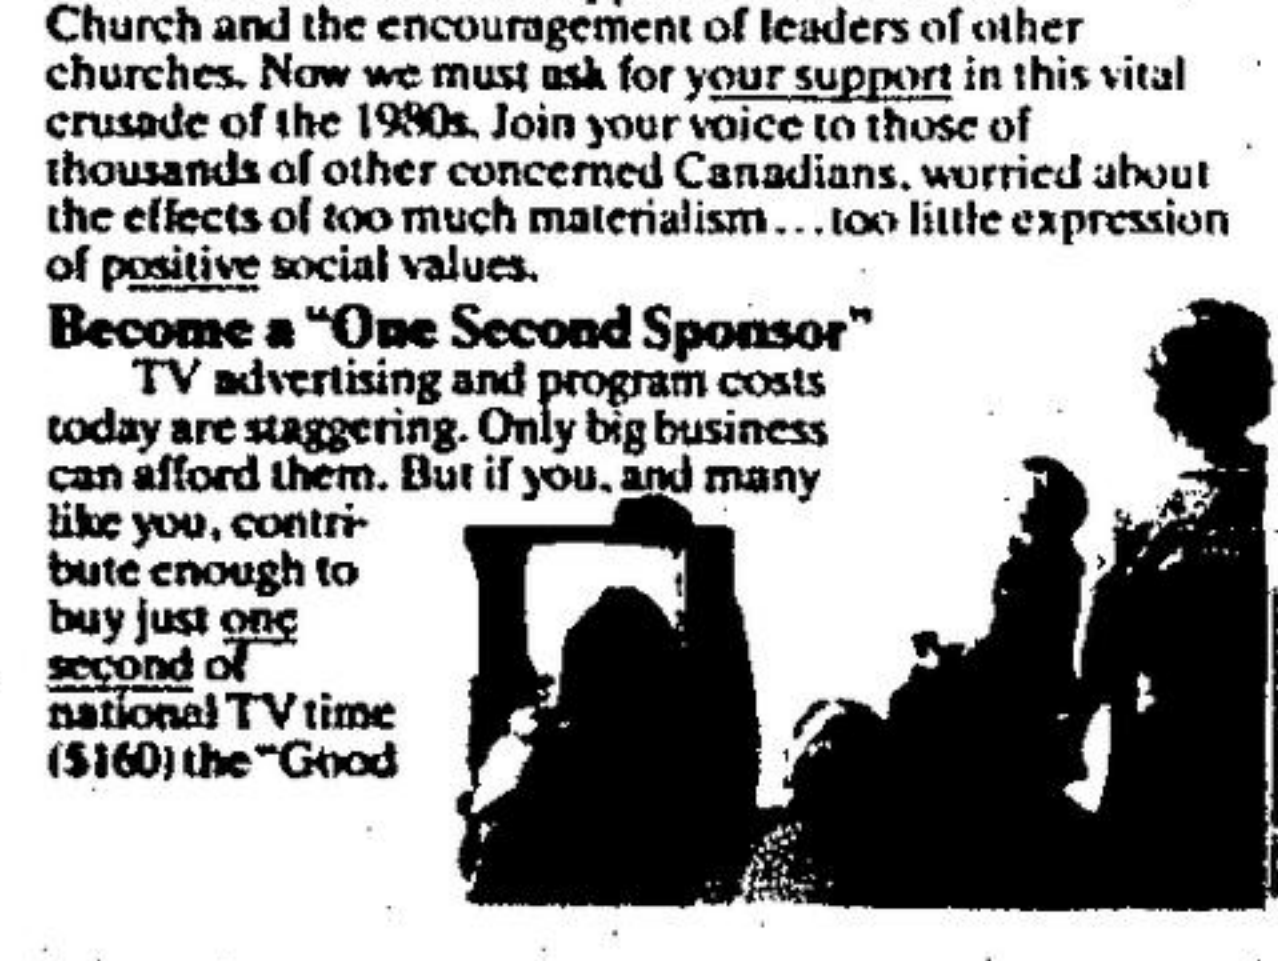 Church and the encouragement of leaders of other
churches. Now we must ask for your support in this vital
crusade of the 1980s. Join your voice to those of
thousands of other concerned Canadians, worried about
the effects of too much materialism...too little expression
of positive social values.
Become a "One Second Sponsor"
TV advertising and program costs
today are staggering. Only big business
can afford them. But if you, and many
like you, contri-
bute enough to
buy just one
second of
national TV time
($160) the "Good